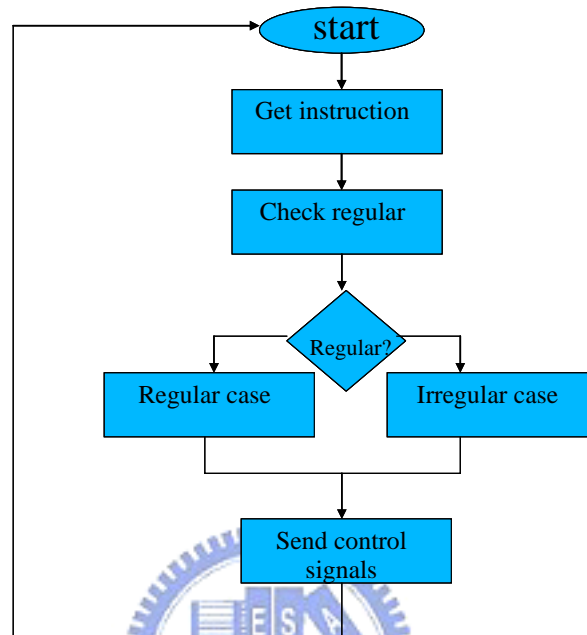 start
Get instruction
Check regular
Regular?
Regular case
Irregular case
Send control
signals
E S A